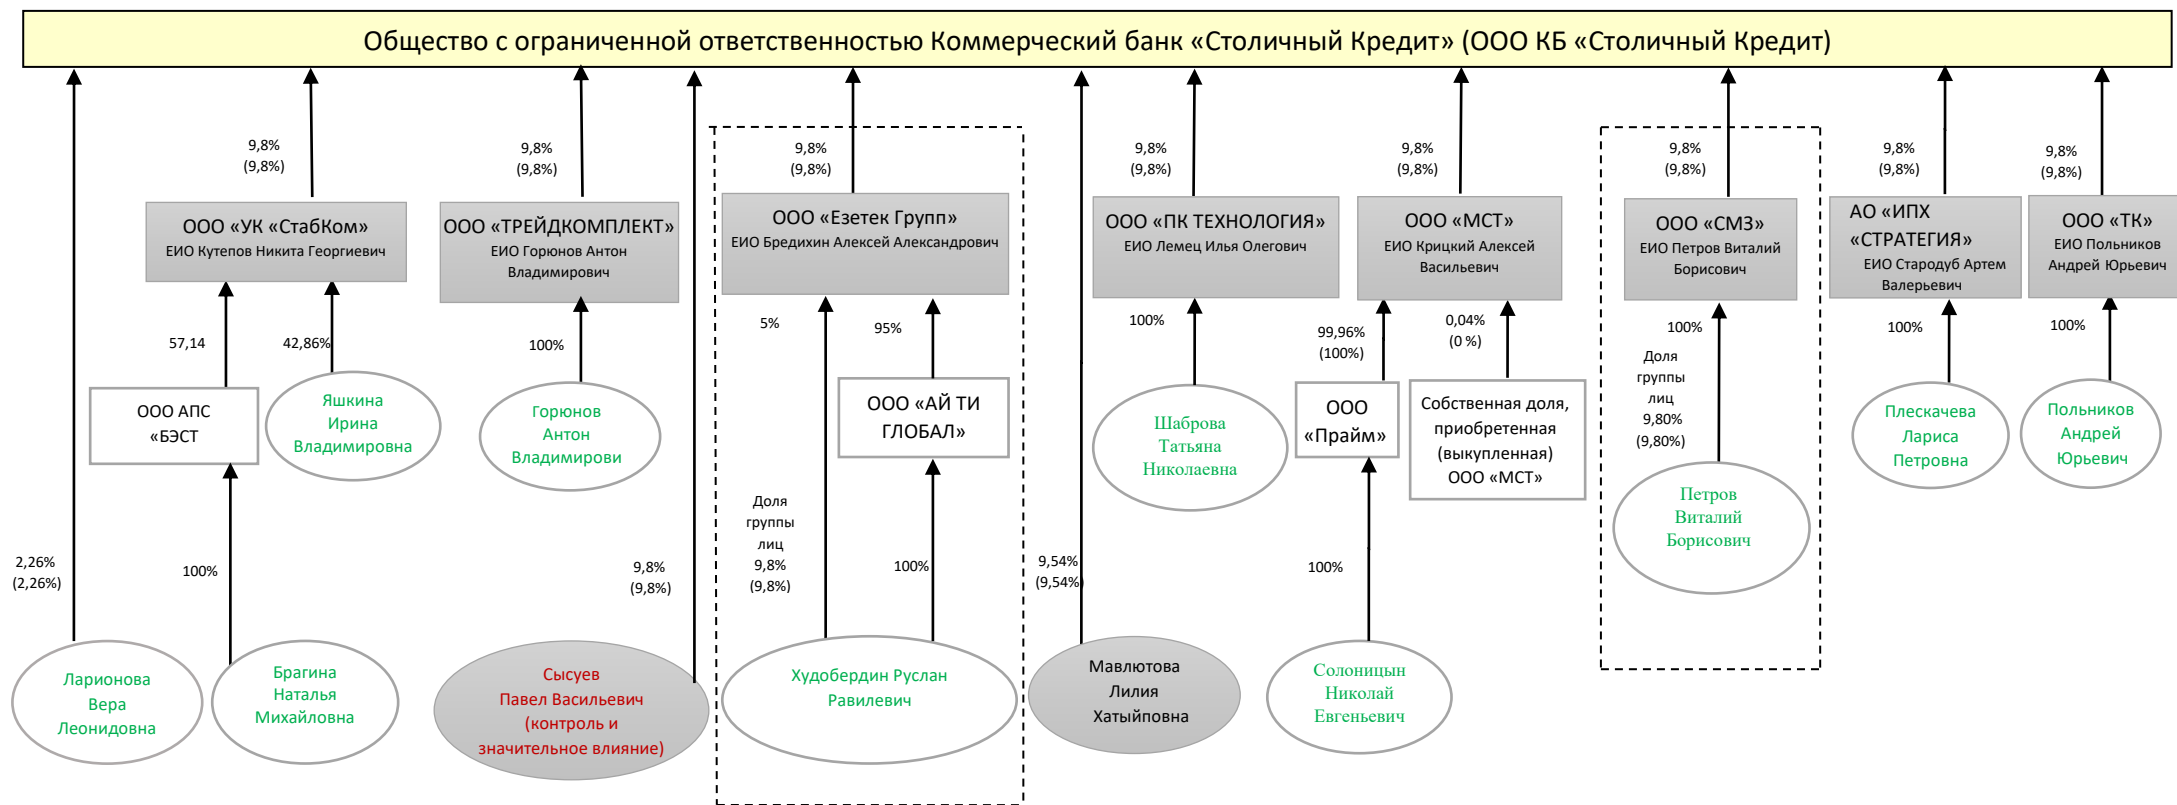 Общество с ограниченной ответственностью Коммерческий банк «Столичный Кредит» (ООО КБ «Столичный Кредит)
9,8%
(9,8%)
9,8%
(9,8%)
9,8%
(9,8%)
9,8%
(9,8%)
9,8%
(9,8%)
9,8%
(9,8%)
9,8%
(9,8%)
9,8%
(9,8%)
ООО «УК «СтабКом»
ЕИО Кутепов Никита Георгиевич
ООО «ТРЕЙДКОМПЛЕКТ»
ЕИО Горюнов Антон
Владимирович
ООО «Езетек Групп»
ЕИО Бредихин Алексей Александрович
ООО «ПК ТЕХНОЛОГИЯ»
ЕИО Лемец Илья Олегович
ООО «МСТ»
ЕИО Крицкий Алексей
Васильевич
ООО «СМЗ»
ЕИО Петров Виталий
Борисович
АО «ИПХ
«СТРАТЕГИЯ»
ЕИО Стародуб Артем
Валерьевич
ООО «ТК»
ЕИО Польников
Андрей Юрьевич
57,14
42,86%
100%
5%
95%
100%
99,96%
(100%)
0,04%
(0 %)
100%
Доля
группы
лиц
9,80%
(9,80%)
100%
100%
ООО АПС
«БЭСТ
Яшкина
Ирина
Владимировна
Горюнов
Антон
Владимирови
ООО «АЙ ТИ
ГЛОБАЛ»
Шаброва
Татьяна
Николаевна
ООО
«Прайм»
Собственная доля,
приобретенная
(выкупленная)
ООО «МСТ»
Петров
Виталий
Борисович
Плескачева
Лариса
Петровна
Польников
Андрей
Юрьевич
2,26%
(2,26%)
100%
9,8%
(9,8%)
Доля
группы
лиц
9,8%
(9,8%)
100%
9,54%
(9,54%)
100%
Ларионова
Вера
Леонидовна
Брагина
Наталья
Михайловна
Сысуев
Павел Васильевич
(контроль и
значительное влияние)
Худобердин Руслан
Равилевич
Мавлютова
Лилия
Хатыйповна
Солоницын
Николай
Евгеньевич